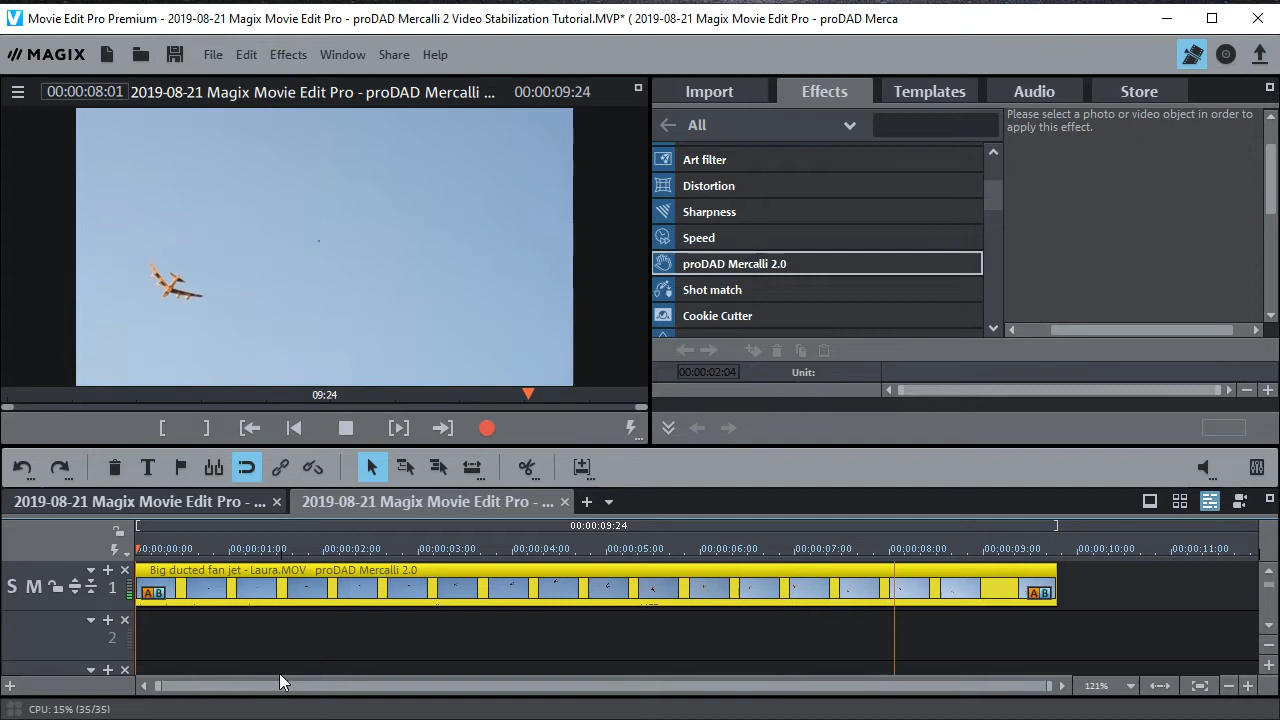 Movie Edit Pro Premium - 2019-08-21 Magix Movie Edit Pro - proDAD Mercalli 2 Video Stabilization Tutorial.MVP* ( 2019-08-21 Magix Movie Edit Pro - proDAD Merca
MAGIX File Edit Effects Window Share Help
00:00:08:01 2019-08-21 Magix Movie Edit Pro - proDAD Mercalli ... 00:00:09:24
Import Effects Templates Audio Store
All
Please select a photo or video object in order to
apply this effect.
Art filter
Distortion
Sharpness
Speed
proDAD Mercalli 2.0
Shot match
Cookie Cutter
00:00:02:04 Unit:
09:24
2019-08-21 Magix Movie Edit Pro - ... 2019-08-21 Magix Movie Edit Pro - ...
00:00:09:24
00:00:00:00 00:00:01:00 00:00:02:00 00:00:03:00 00:00:04:00 00:00:05:00 00:00:06:00 00:00:07:00 00:00:08:00 00:00:09:00 00:00:10:00 00:00:11:00
Big ducted fan jet - Laura.MOV proDAD Mercalli 2.0
S M 1
A B A B
2
121%
CPU: 15% (35/35)